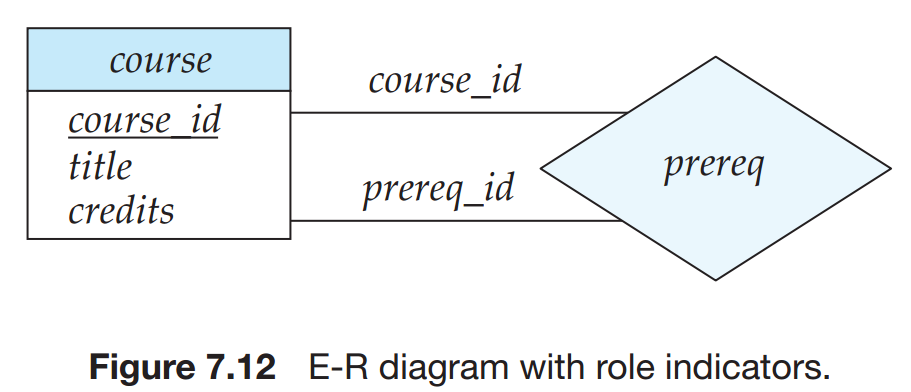 course
course_id
title
credits
course_id
prereq_id
prereq
Figure 7.12 E-R diagram with role indicators.